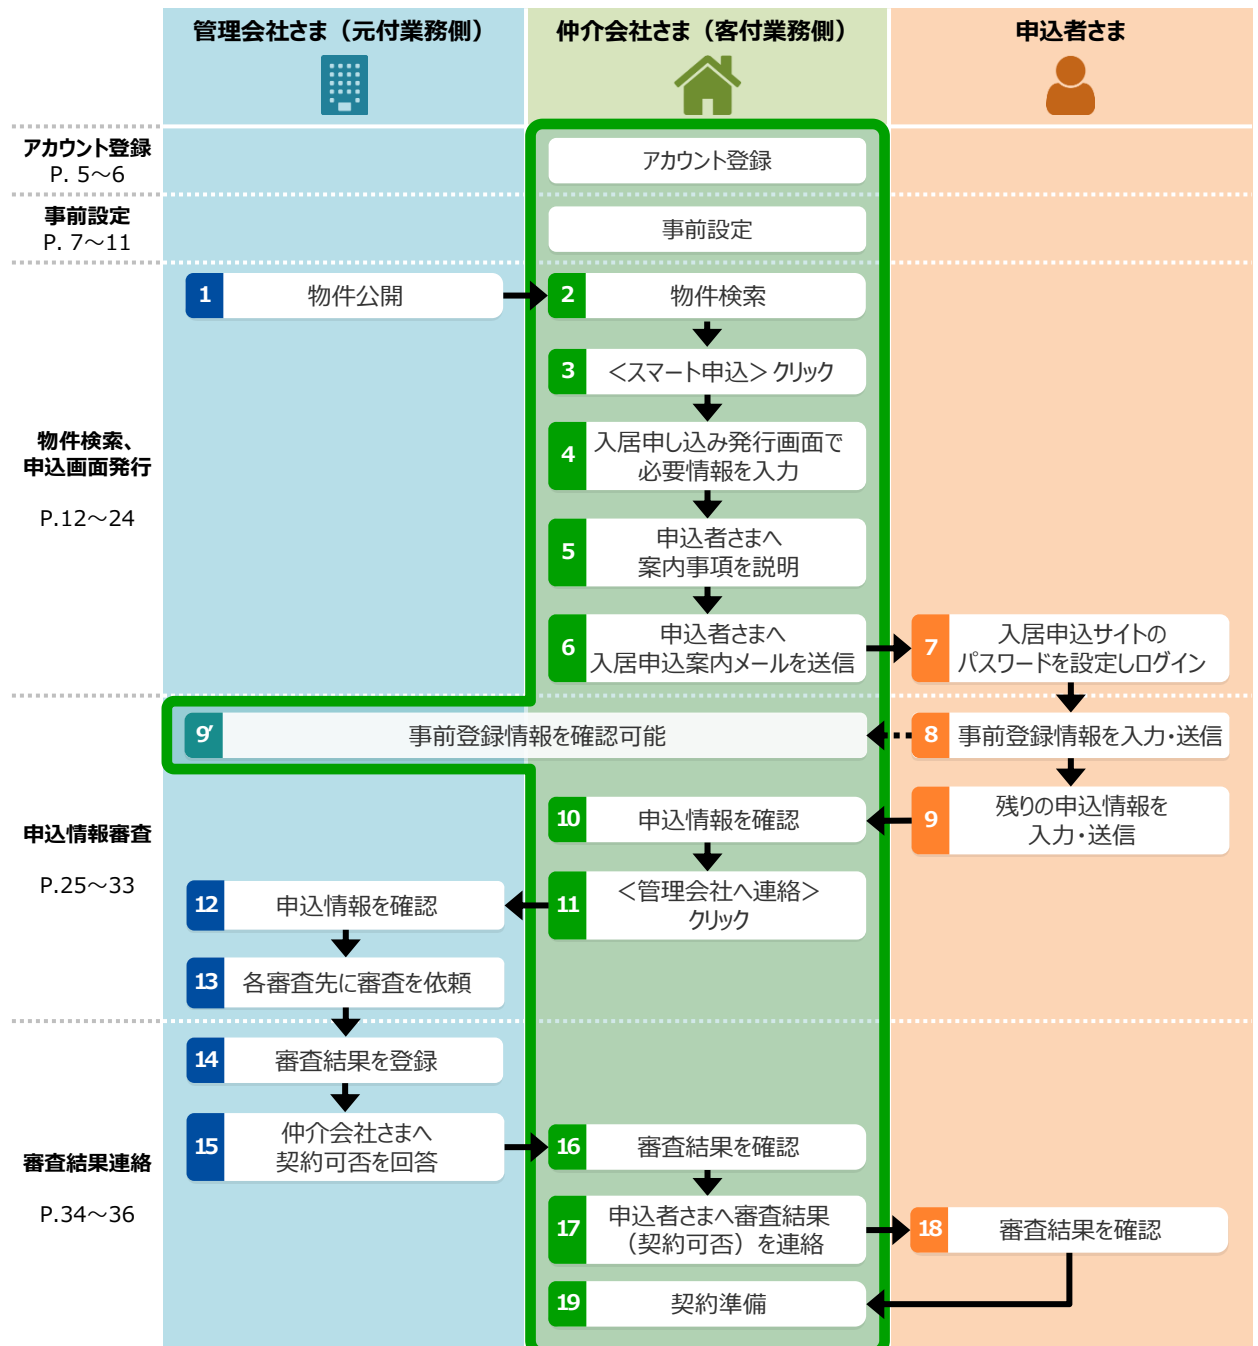 管理会社さま（元付業務側）
仲介会社さま（客付業務側）
申込者さま
アカウント登録
P. 5～6
アカウント登録
事前設定
P. 7～11
事前設定
物件検索、
申込画面発行
P.12～24
1 物件公開
2 物件検索
3 ＜スマート申込＞クリック
4 入居申し込み発行画面で
必要情報を入力
5 申込者さまへ
案内事項を説明
6 申込者さまへ
入居申込案内メールを送信
7 入居申込サイトの
パスワードを設定しログイン
申込情報審査
P.25～33
9′ 事前登録情報を確認可能
8 事前登録情報を入力・送信
9 残りの申込情報を
入力・送信
10 申込情報を確認
11 ＜管理会社へ連絡＞
クリック
12 申込情報を確認
13 各審査先に審査を依頼
審査結果連絡
P.34～36
14 審査結果を登録
15 仲介会社さまへ
契約可否を回答
16 審査結果を確認
17 申込者さまへ審査結果
（契約可否）を連絡
18 審査結果を確認
19 契約準備